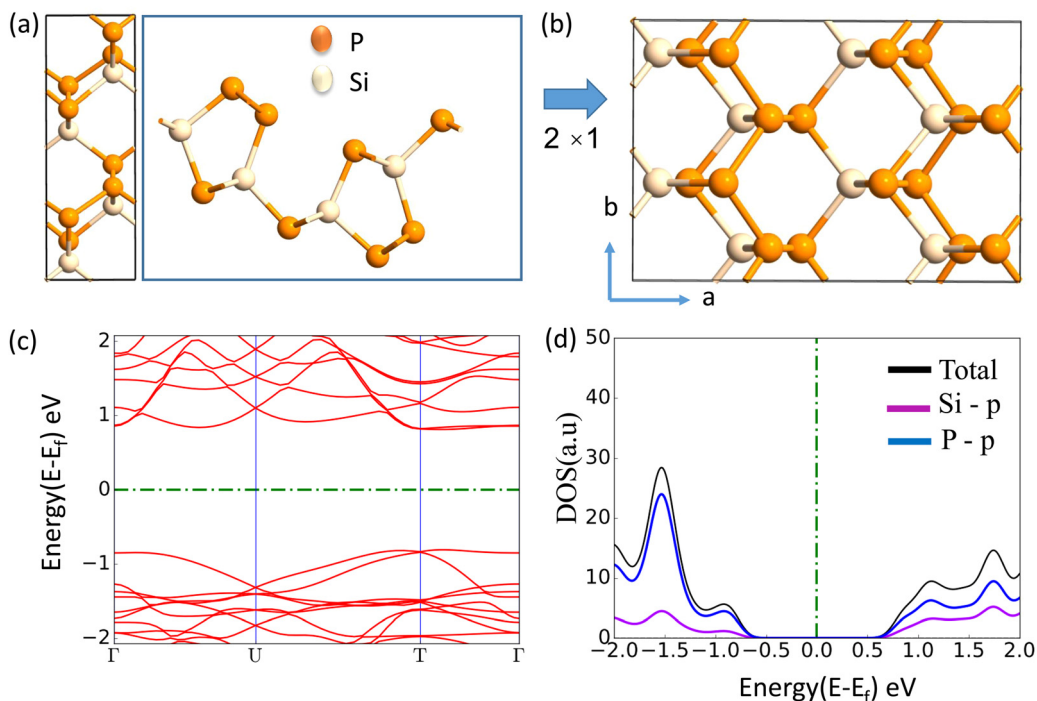 (a)
P
Si
(b)
2 ×1
b
a
(c)
2
1
0
−1
−2
Energy(E-Ef) eV
Γ
U
T
Γ
(d)
50
40
30
20
10
0
DOS(a.u)
Total
Si - p
P - p
−2.0
−1.5
−1.0
−0.5
0.0
0.5
1.0
1.5
2.0
Energy(E-Ef) eV